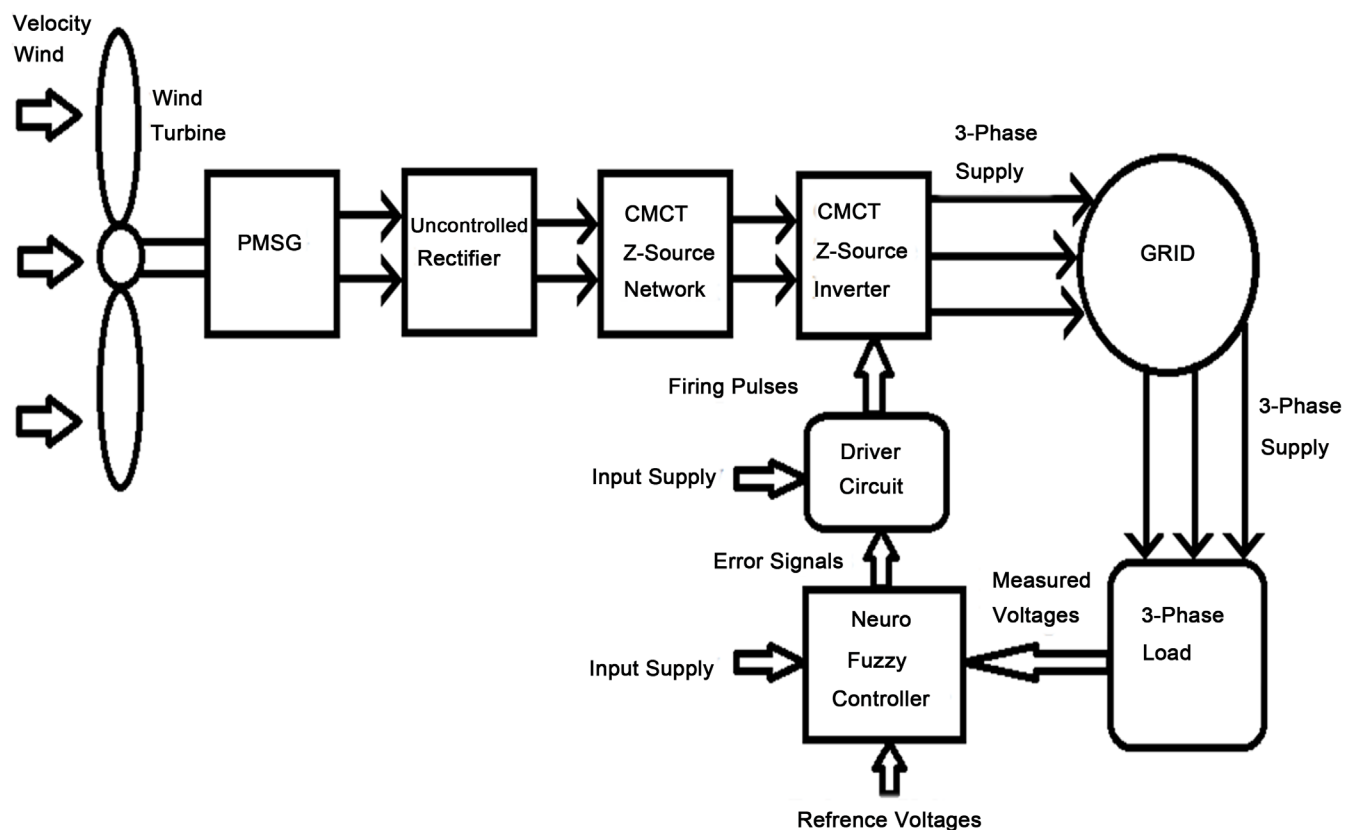 Velocity
Wind
Wind
Turbine
PMSG
Uncontrolled
Rectifier
CMCT
Z-Source
Network
CMCT
Z-Source
Inverter
3-Phase
Supply
GRID
3-Phase
Supply
Firing Pulses
Driver
Circuit
Input Supply
Error Signals
Measured
Voltages
3-Phase
Load
Neuro
Fuzzy
Controller
Input Supply
Refrence Voltages